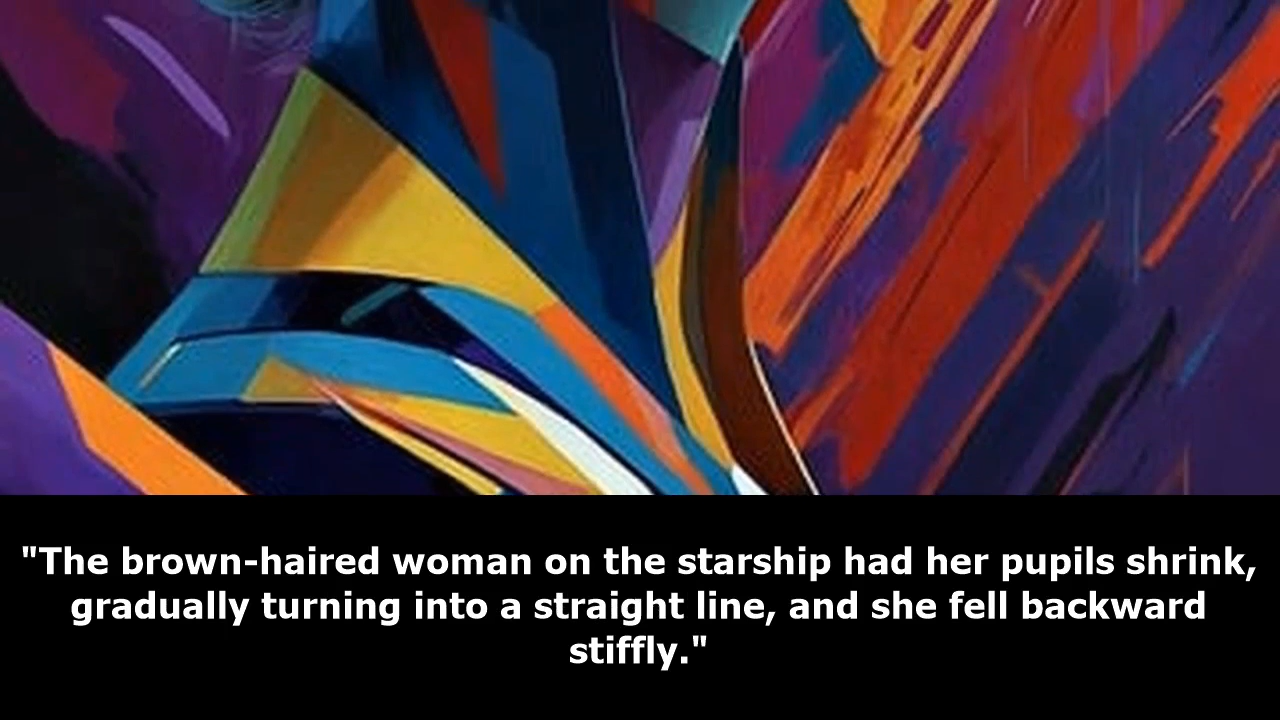 "The brown-haired woman on the starship had her pupils shrink,
gradually turning into a straight line, and she fell backward
stiffly."